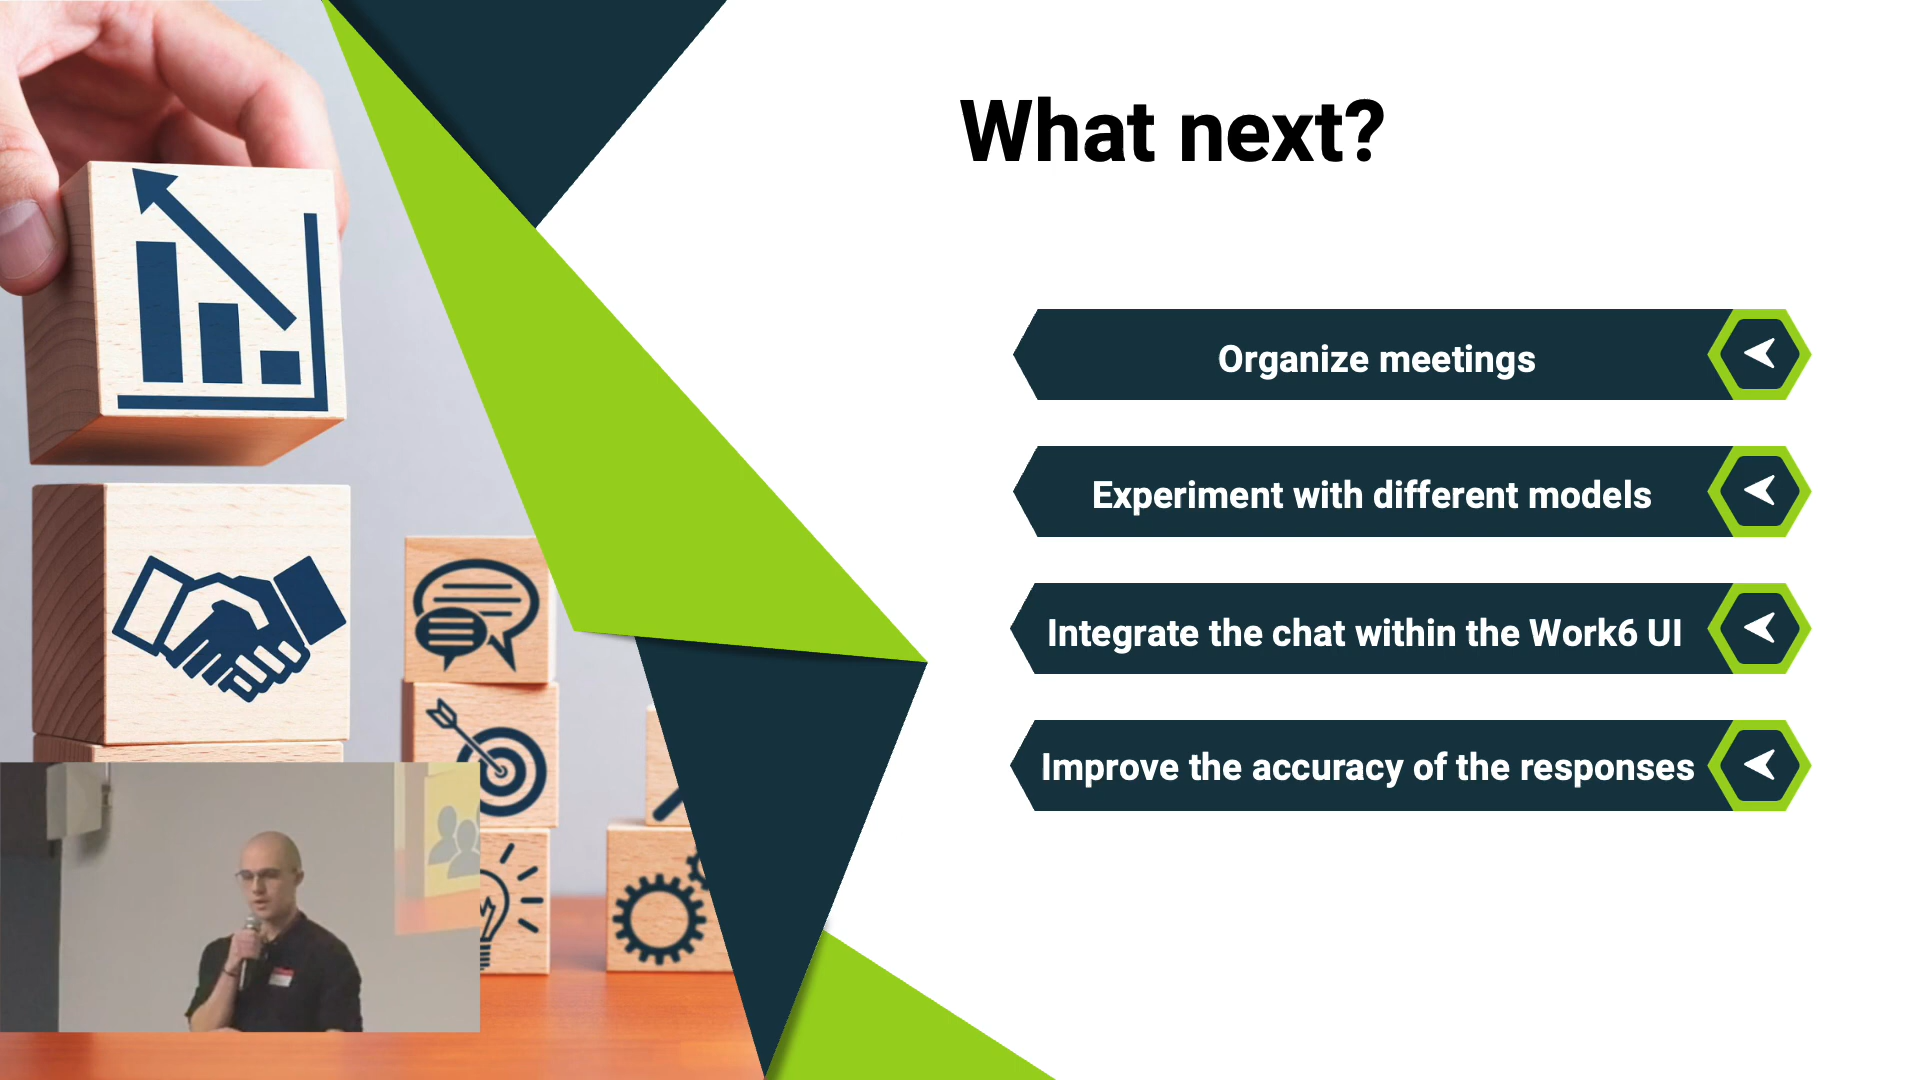 What next?
Organize meetings
Experiment with different models
Integrate the chat within the Work6 UI
Improve the accuracy of the responses